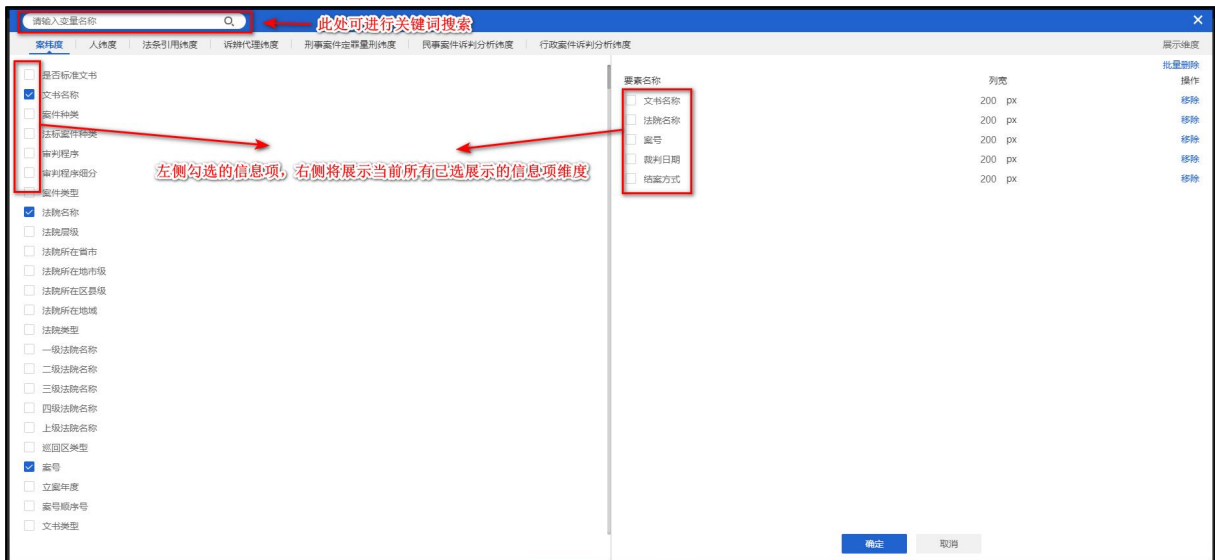 请输入变量名称
此处可进行关键词搜索
案纬度 人纬度 法条引用纬度 诉辩代理纬度 刑事案件定罪量刑纬度 民事案件诉判分析纬度 行政案件诉判分析纬度 展示维度
是否标准文书
文书名称
案件种类
法标案件种类
审判程序
审判程序细分
案件类型
法院名称
法院层级
法院所在省市
法院所在地市级
法院所在区县级
法院所在地域
法院类型
一级法院名称
二级法院名称
三级法院名称
四级法院名称
上级法院名称
巡回区类型
案号
立案年度
案号顺序号
文书类型
左侧勾选的信息项，右侧将展示当前所有已选展示的信息项维度
批量删除
要素名称 列宽 操作
文书名称 200 px 移除
法院名称 200 px 移除
案号 200 px 移除
裁判日期 200 px 移除
结案方式 200 px 移除
确定 取消